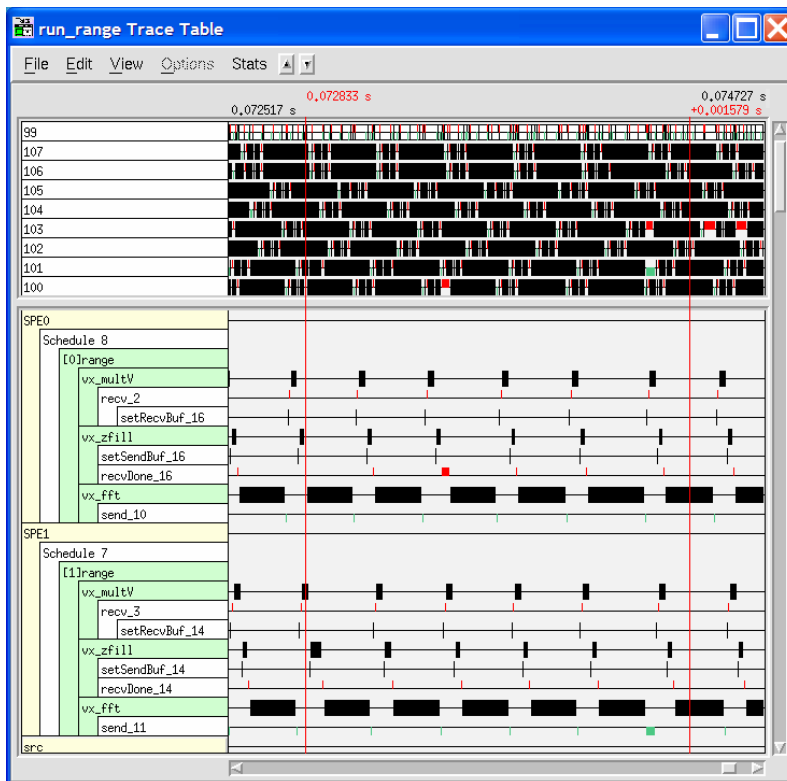 run_range Trace Table
File Edit View Options Stats
0.072833 s 0.074727 s
0.072517 s +0.001579 s
99
107
106
105
104
103
102
101
100
SPE0
Schedule 8
[0]range
vx_multV
recv_2
setRecvBuf_16
vx_zfill
setSendBuf_16
recvDone_16
vx_fft
send_10
SPE1
Schedule 7
[1]range
vx_multV
recv_3
setRecvBuf_14
vx_zfill
setSendBuf_14
recvDone_14
vx_fft
send_11
src